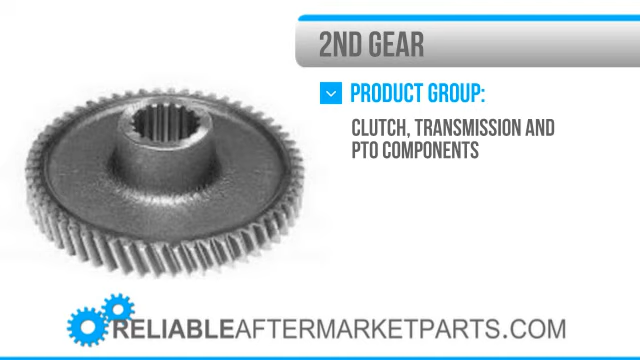 2ND GEAR
PRODUCT GROUP:
CLUTCH, TRANSMISSION AND
PTO COMPONENTS
RELIABLEAFTERMARKETPARTS.COM